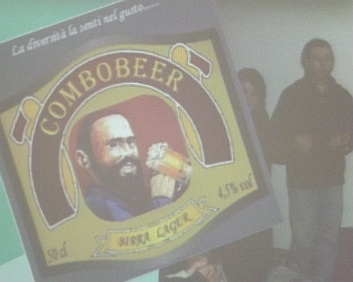 La diversità la senti nel gusto......
COMBOBEER
BIRRA LAGER
50 cl
4,5% vol